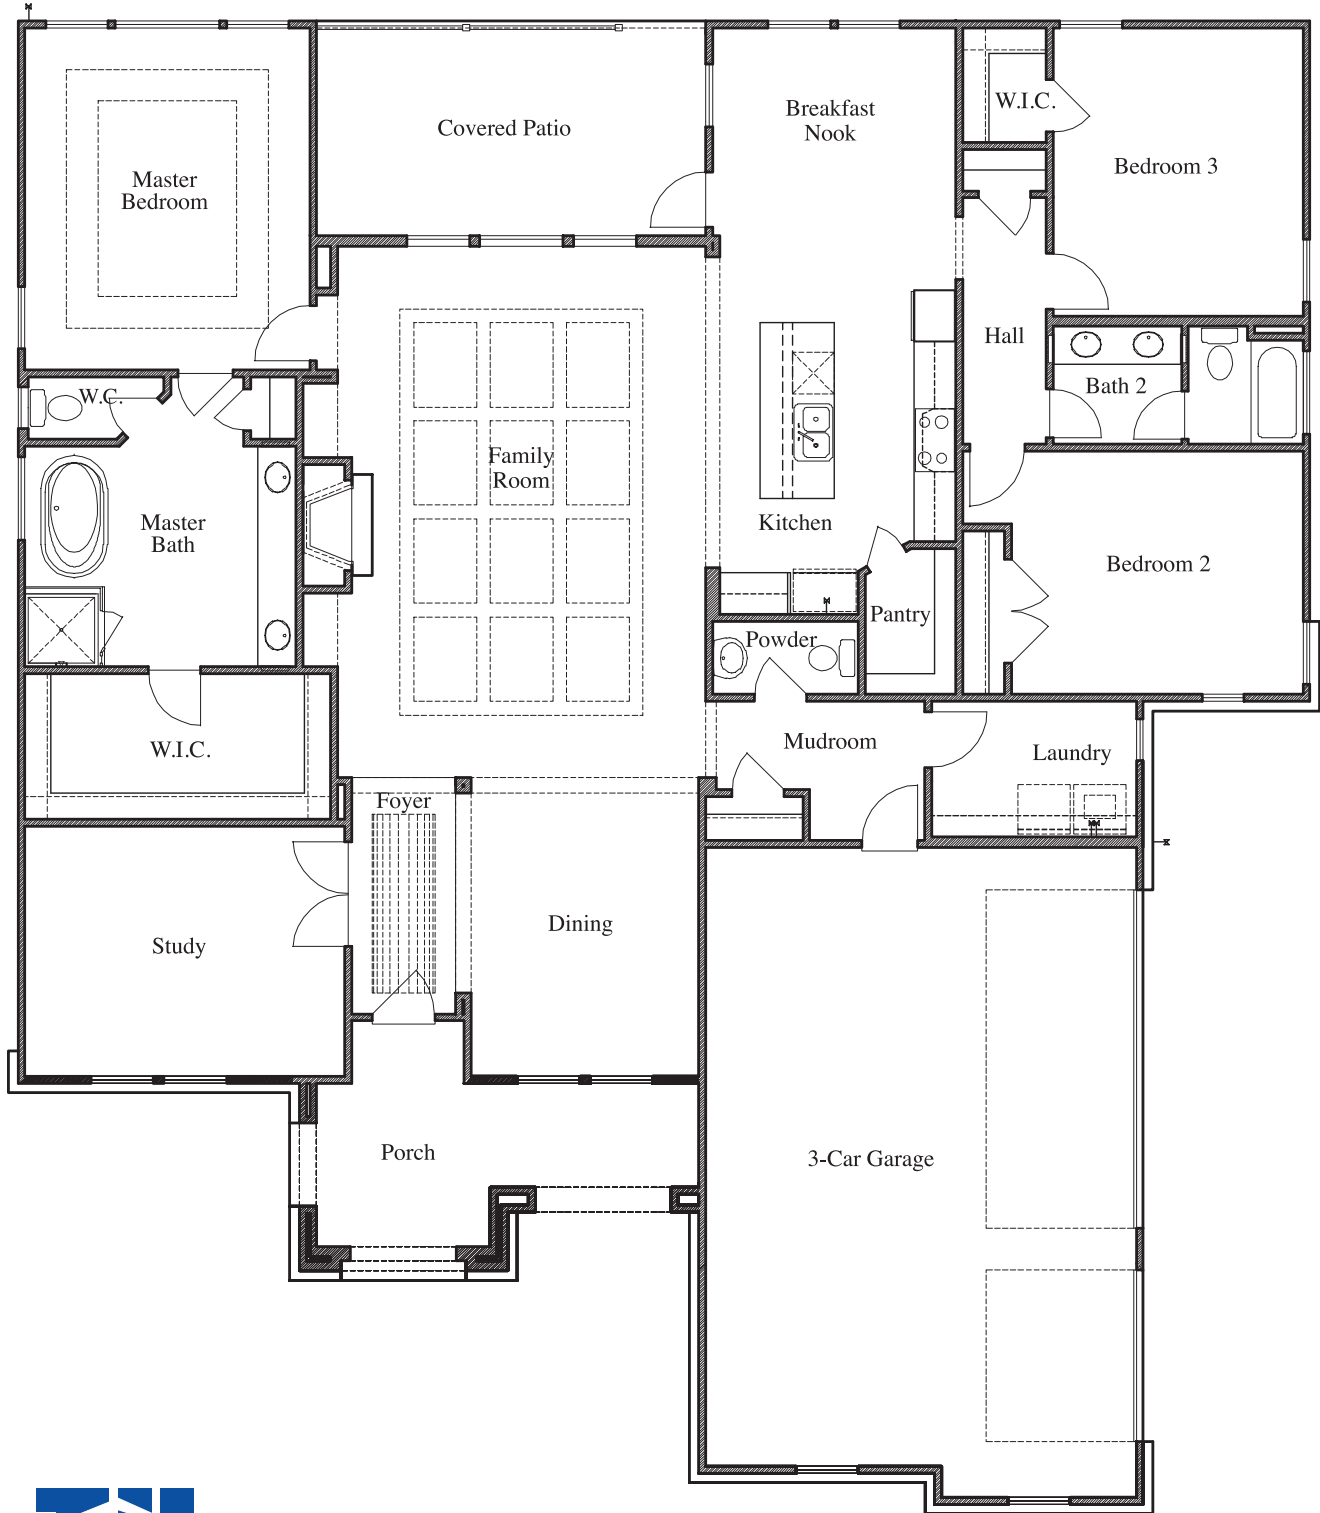 Covered Patio
Breakfast
Nook
W.I.C.
Bedroom 3
Master
Bedroom
Hall
Bath 2
W.C.
Family
Room
Kitchen
Master
Bath
Bedroom 2
Pantry
Powder
W.I.C.
Mudroom
Laundry
Foyer
Study
Dining
Porch
3-Car Garage